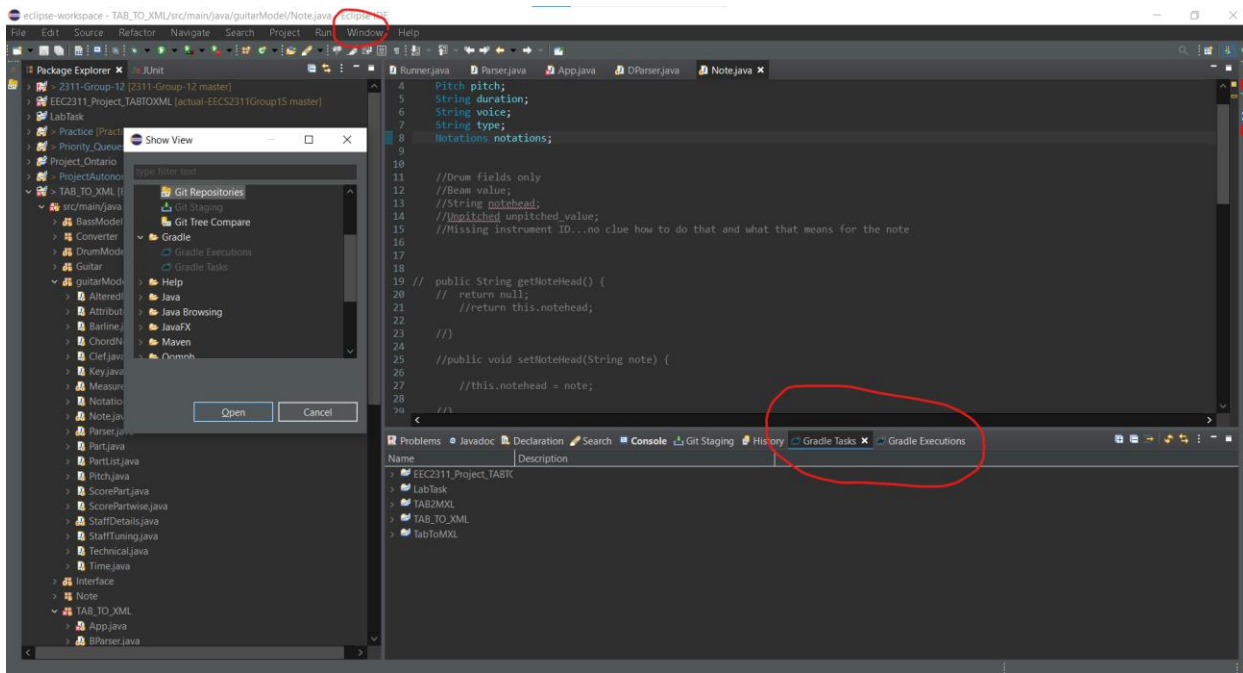 eclipse-workspace - TAB_TO_XML/src/main/java/guitarModel/Note.java - Eclipse IDE
File Edit Source Refactor Navigate Search Project Run Window Help
Package Explorer JUnit
> 2311-Group-12 [2311-Group-12 master]
EEC2311_Project_TABTOXML [actual-EECS2311Group15 master]
LabTask
> Practice [Practi
> Priority_Queue
Project_Ontario
> ProjectAutono
> TAB_TO_XML [
src/main/java
BassModel
Converter
DrumMode
Guitar
guitarMod
Altered
Attribut
Barline.j
ChordN
Clef.java
Key.java
Measure
Notatio
Note.jav
Parser.ja
Part.java
PartList.java
Pitch.java
ScorePart.java
ScorePartwise.java
StaffDetails.java
StaffTuning.java
Technical.java
Time.java
Interface
Note
TAB_TO_XML
App.java
BParser.java
Show View
type filter text
Git Repositories
Git Staging
Git Tree Compare
Gradle
Gradle Executions
Gradle Tasks
Help
Java
Java Browsing
JavaFX
Maven
Oomph
Open Cancel
Runner.java Parser.java App.java DParser.java Note.java
4 Pitch pitch;
5 String duration;
6 String voice;
7 String type;
8 Notations notations;
9
10
11 //Drum fields only
12 //Beam value;
13 //String notehead;
14 //Unpitched unpitched_value;
15 //Missing instrument ID...no clue how to do that and what that means for the note
16
17
18
19 // public String getNoteHead() {
20 // return null;
21 //return this.notehead;
22
23 //}
24
25 //public void setNoteHead(String note) {
26
27 //this.notehead = note;
28
29 //}
Problems Javadoc Declaration Search Console Git Staging History Gradle Tasks Gradle Executions
Name Description
EEC2311_Project_TABTC
LabTask
TAB2MXL
TAB_TO_XML
TabToMXL